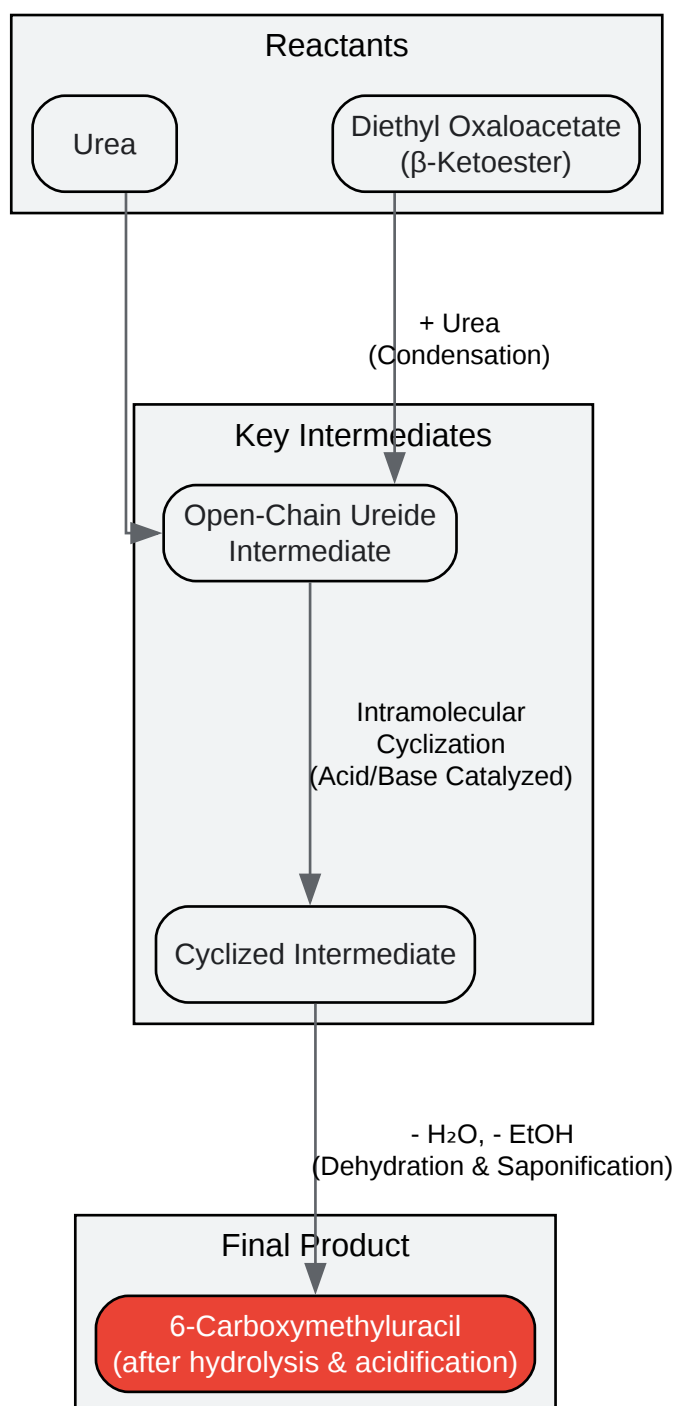 Reactants
Urea
Diethyl Oxaloacetate
(β-Ketoester)
+ Urea
(Condensation)
Key Intermediates
Open-Chain Ureide
Intermediate
Intramolecular
Cyclization
(Acid/Base Catalyzed)
Cyclized Intermediate
- H₂O, - EtOH
(Dehydration & Saponification)
Final Product
6-Carboxymethyluracil
(after hydrolysis & acidification)